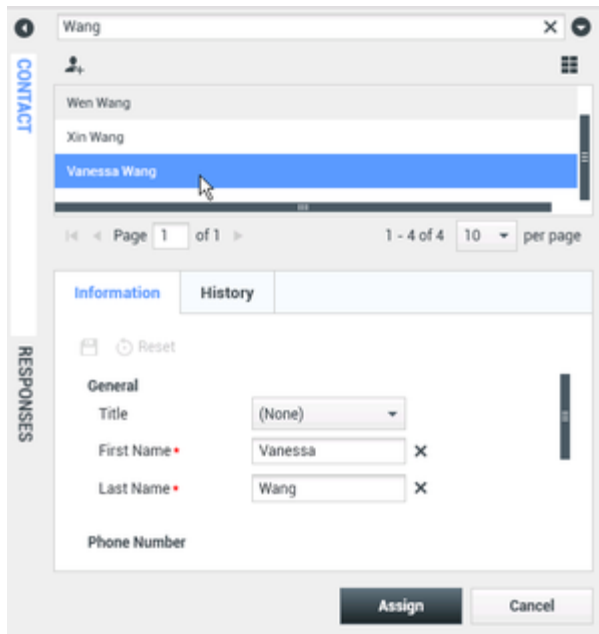 Wang
CONTACT
Wen Wang
Xin Wang
Vanessa Wang
Page 1 of 1 1 - 4 of 4 10 per page
Information History
Reset
General
Title (None)
First Name• Vanessa
Last Name• Wang
Phone Number
RESPONSES
Assign Cancel